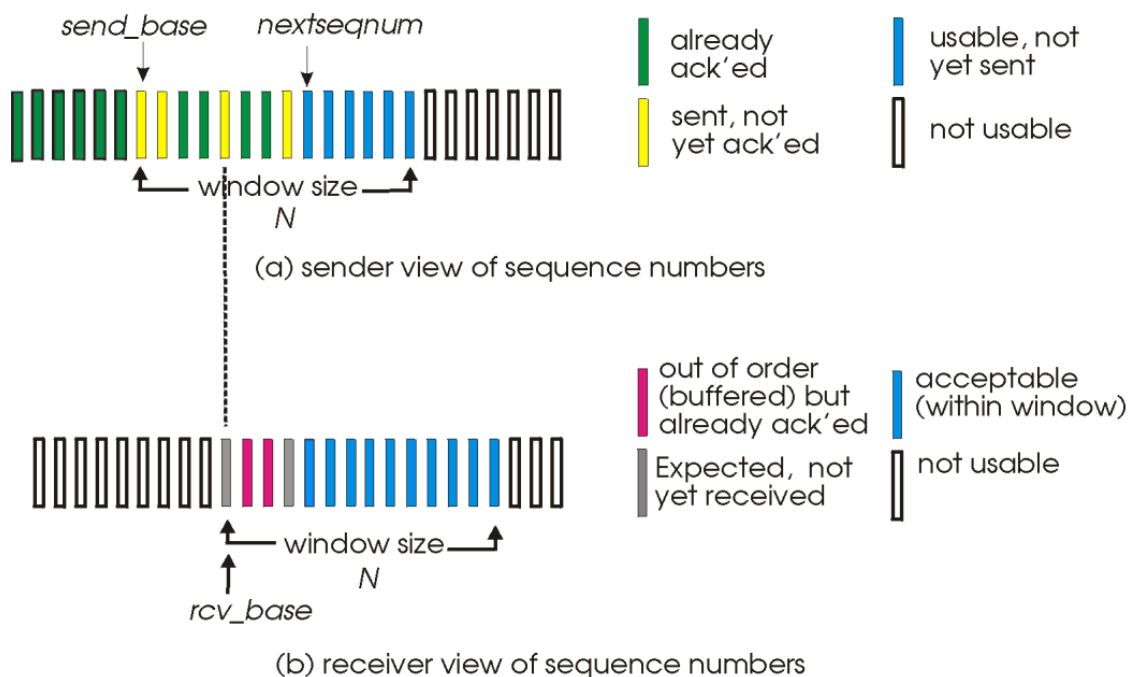 send_base
nextseqnum
already
ack'ed
usable, not
yet sent
sent, not
yet ack'ed
not usable
window size
N
(a) sender view of sequence numbers
out of order
(buffered) but
already ack'ed
acceptable
(within window)
Expected, not
yet received
not usable
window size
N
rcv_base
(b) receiver view of sequence numbers